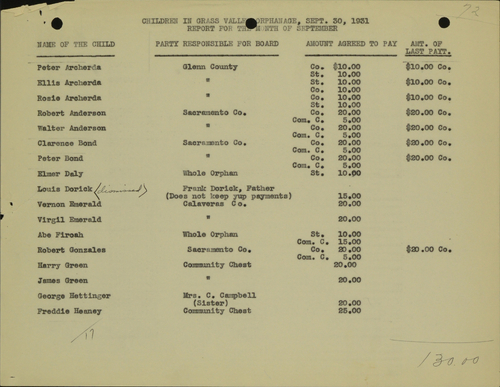 72
CHILDREN IN GRASS VALLEY ORPHANAGE, SEPT. 30, 1931
REPORT FOR THE MONTH OF SEPTEMBER
NAME OF THE CHILD PARTY RESPONSIBLE FOR BOARD AMOUNT AGREED TO PAY AMT. OF
LAST PAYT.
Peter Archerda Glenn County Co. $10.00 $10.00 Co.
St. 10.00
Ellis Archerda " Co. 10.00 $10.00 Co.
St. 10.00
Rosie Archerda " Co. 10.00 $10.00 Co.
St. 10.00
Robert Anderson Sacramento Co. Co. 20.00 $20.00 Co.
Com. C. 5.00
Walter Anderson " Co. 20.00 $20.00 Co.
Com. C. 5.00
Clarence Bond Sacramento Co. Co. 20.00 $20.00 Co.
Com. C. 5.00
Peter Bond " Co. 20.00 $20.00 Co.
Com. C. 5.00
Elmer Daly Whole Orphan St. 10.00
Louis Dorick (dismissed) Frank Dorick, Father
(Does not keep yup payments) 15.00
Vernon Emerald Calaveras Co. 20.00
Virgil Emerald " 20.00
Abe Firoah Whole Orphan St. 10.00
Com. C. 15.00
Robert Gonzales Sacramento Co. Co. 20.00 $20.00 Co.
Com. C. 5.00
Harry Green Community Chest 20.00
James Green " 20.00
George Hettinger Mrs. C. Campbell
(Sister) 20.00
Freddie Heaney Community Chest 25.00
17
130.00